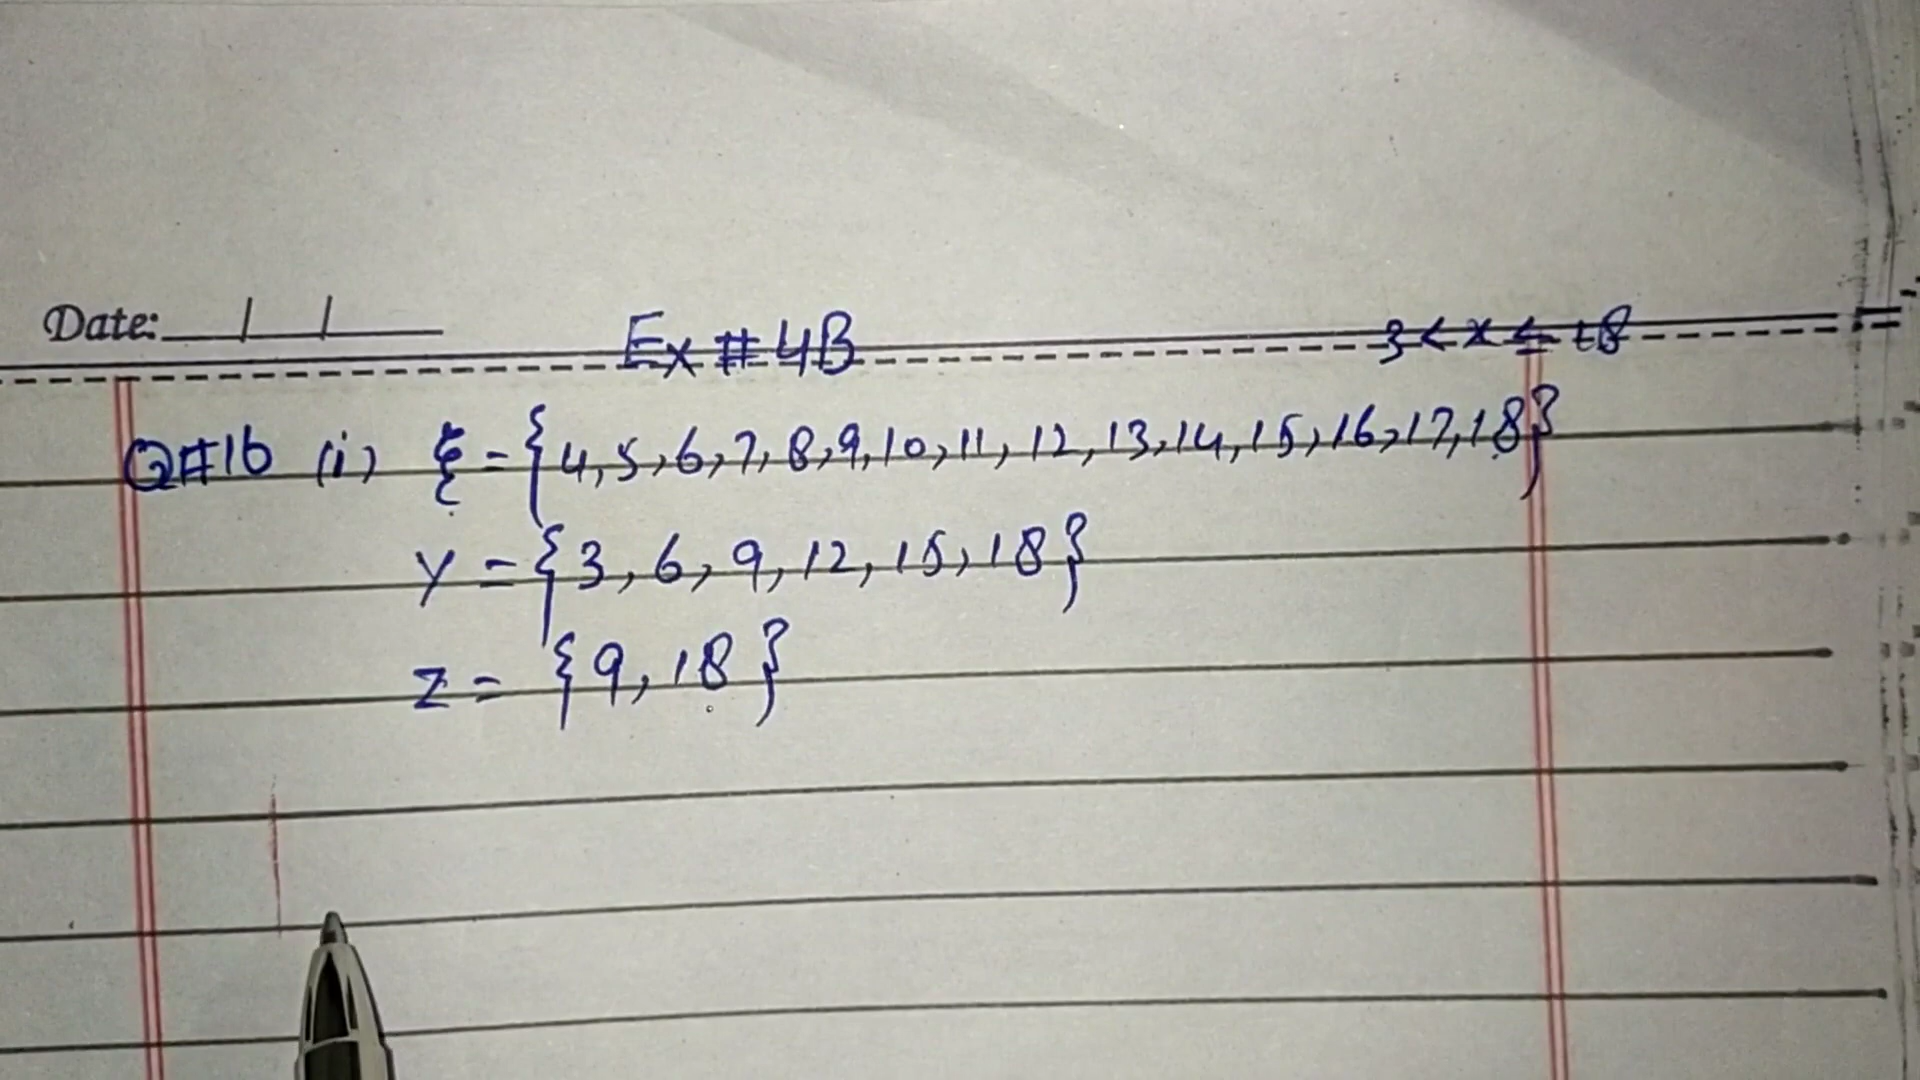 Date: / /
Ex # 4B
3 < x ≤ 18
Q#16 (i) ξ = {4,5,6,7,8,9,10,11,12,13,14,15,16,17,18}
Y = {3,6,9,12,15,18}
Z = {9,18}